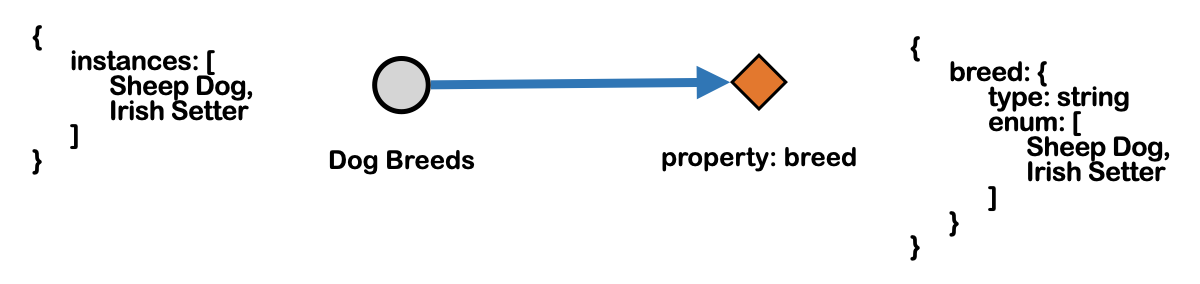 {
instances: [
Sheep Dog,
Irish Setter
]
}
Dog Breeds
property: breed
{
breed: {
type: string
enum: [
Sheep Dog,
Irish Setter
]
}
}